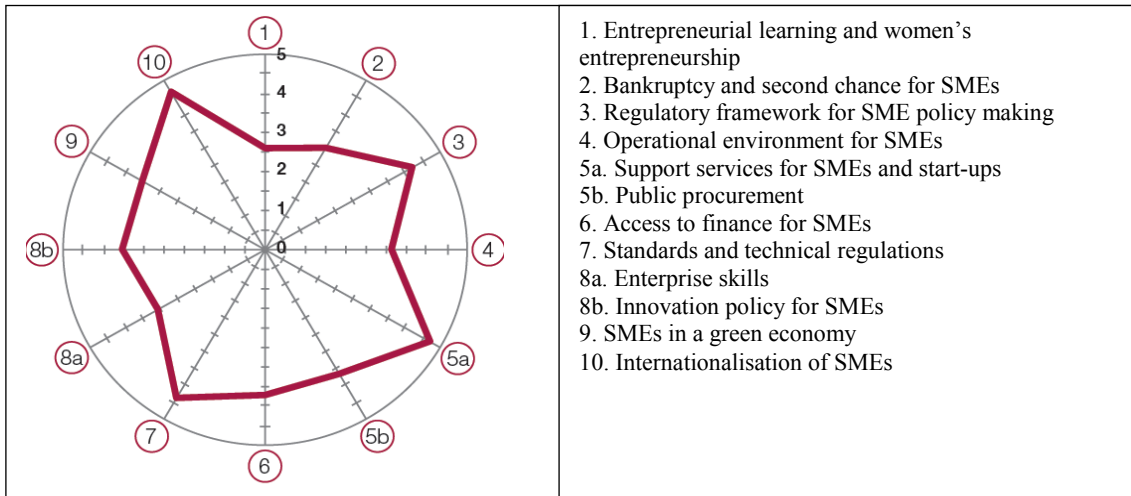 1
2
3
4
5a
5b
6
7
8a
8b
9
10
5
4
3
2
1
0
1. Entrepreneurial learning and women’s
entrepreneurship
2. Bankruptcy and second chance for SMEs
3. Regulatory framework for SME policy making
4. Operational environment for SMEs
5a. Support services for SMEs and start-ups
5b. Public procurement
6. Access to finance for SMEs
7. Standards and technical regulations
8a. Enterprise skills
8b. Innovation policy for SMEs
9. SMEs in a green economy
10. Internationalisation of SMEs